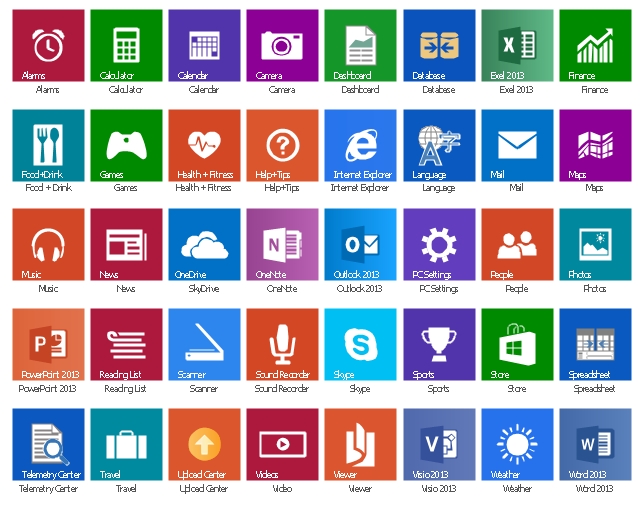 Alarms Calculator Calendar Camera Dashboard Database Exel 2013 Finance
Alarms Calculator Calendar Camera Dashboard Database Exel 2013 Finance
Food+Drink Games Health + Fitness Help+Tips Internet Explorer Language Mail Maps
Food + Drink Games Health + Fitness Help+Tips Internet Explorer Language Mail Maps
Music News OneDrive OneNote Outlook 2013 PC Settings People Photos
Music News SkyDrive OneNote Outlook 2013 PC Settings People Photos
PowerPoint 2013 Reading List Scanner Sound Recorder Skype Sports Store Spreadsheet
PowerPoint 2013 Reading List Scanner Sound Recorder Skype Sports Store Spreadsheet
Telemetry Center Travel Upload Center Videos Viewer Visio 2013 Weather Word 2013
Telemetry Center Travel Upload Center Video Viewer Visio 2013 Weather Word 2013